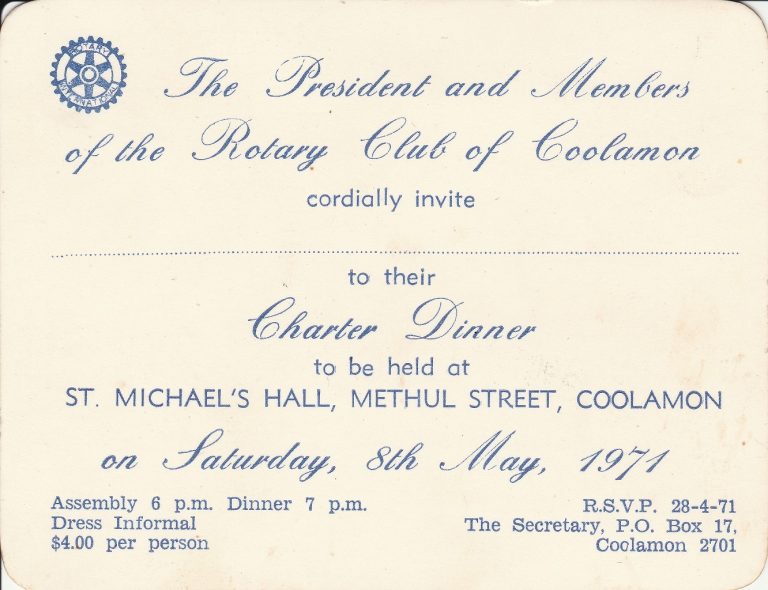 ROTARY
INTERNATIONAL
The President and Members
of the Rotary Club of Coolamon
cordially invite
to their
Charter Dinner
to be held at
ST. MICHAEL'S HALL, METHUL STREET, COOLAMON
on Saturday, 8th May, 1971
Assembly 6 p.m. Dinner 7 p.m.
Dress Informal
$4.00 per person
R.S.V.P. 28-4-71
The Secretary, P.O. Box 17,
Coolamon 2701